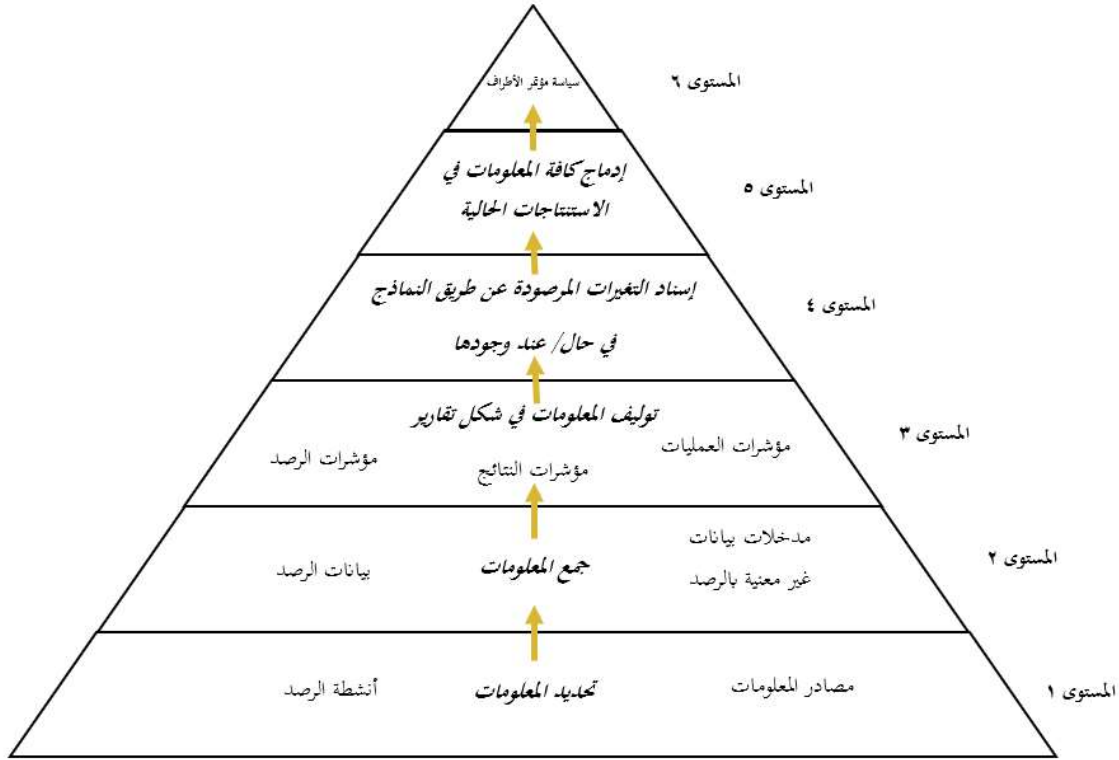 المستوى ٦
سياسة مؤتمر الأطراف
المستوى ٥
إدماج كافة المعلومات في
الاستنتاجات الحالية
المستوى ٤
إسناد التغيرات المرصودة عن طريق النماذج
في حال/ عند وجودها
المستوى ٣
توليف المعلومات في شكل تقارير
مؤشرات العمليات
مؤشرات النتائج
مؤشرات الرصد
المستوى ٢
مدخلات بيانات
غير معنية بالرصد
جمع المعلومات
بيانات الرصد
المستوى ١
مصادر المعلومات
تحديد المعلومات
أنشطة الرصد